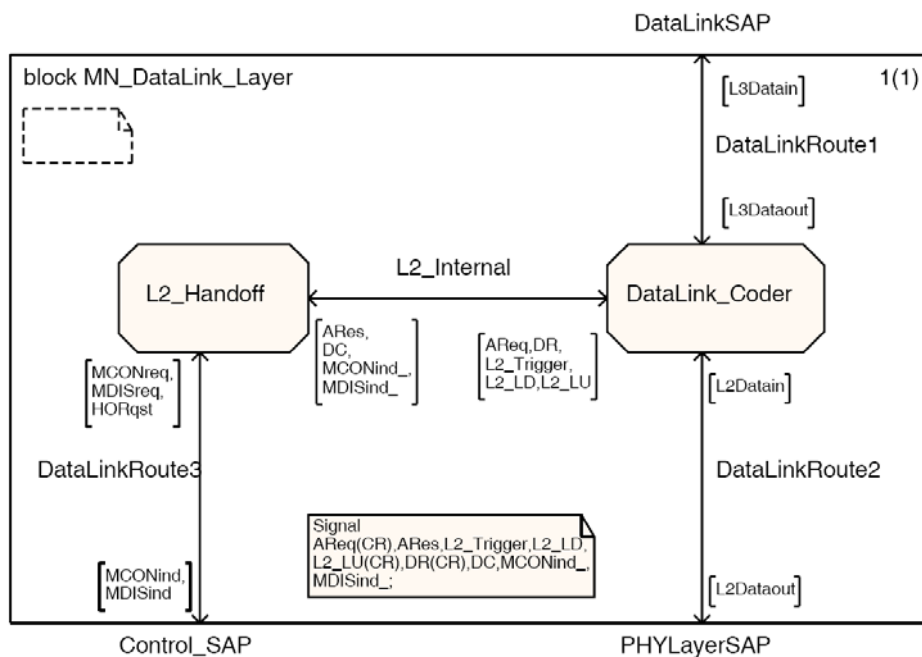 DataLinkSAP
block MN_DataLink_Layer
1(1)
[L3Datain]
DataLinkRoute1
[L3Dataout]
L2_Internal
L2_Handoff
DataLink_Coder
[ARes,
DC,
MCONind_,
MDISind_]
[AReq,DR,
L2_Trigger,
L2_LD,L2_LU]
[MCONreq,
MDISreq,
HORqst]
[L2Datain]
DataLinkRoute3
DataLinkRoute2
Signal
AReq(CR),ARes,L2_Trigger,L2_LD,
L2_LU(CR),DR(CR),DC,MCONind_,
MDISind_;
[MCONind,
MDISind]
[L2Dataout]
Control_SAP
PHYLayerSAP